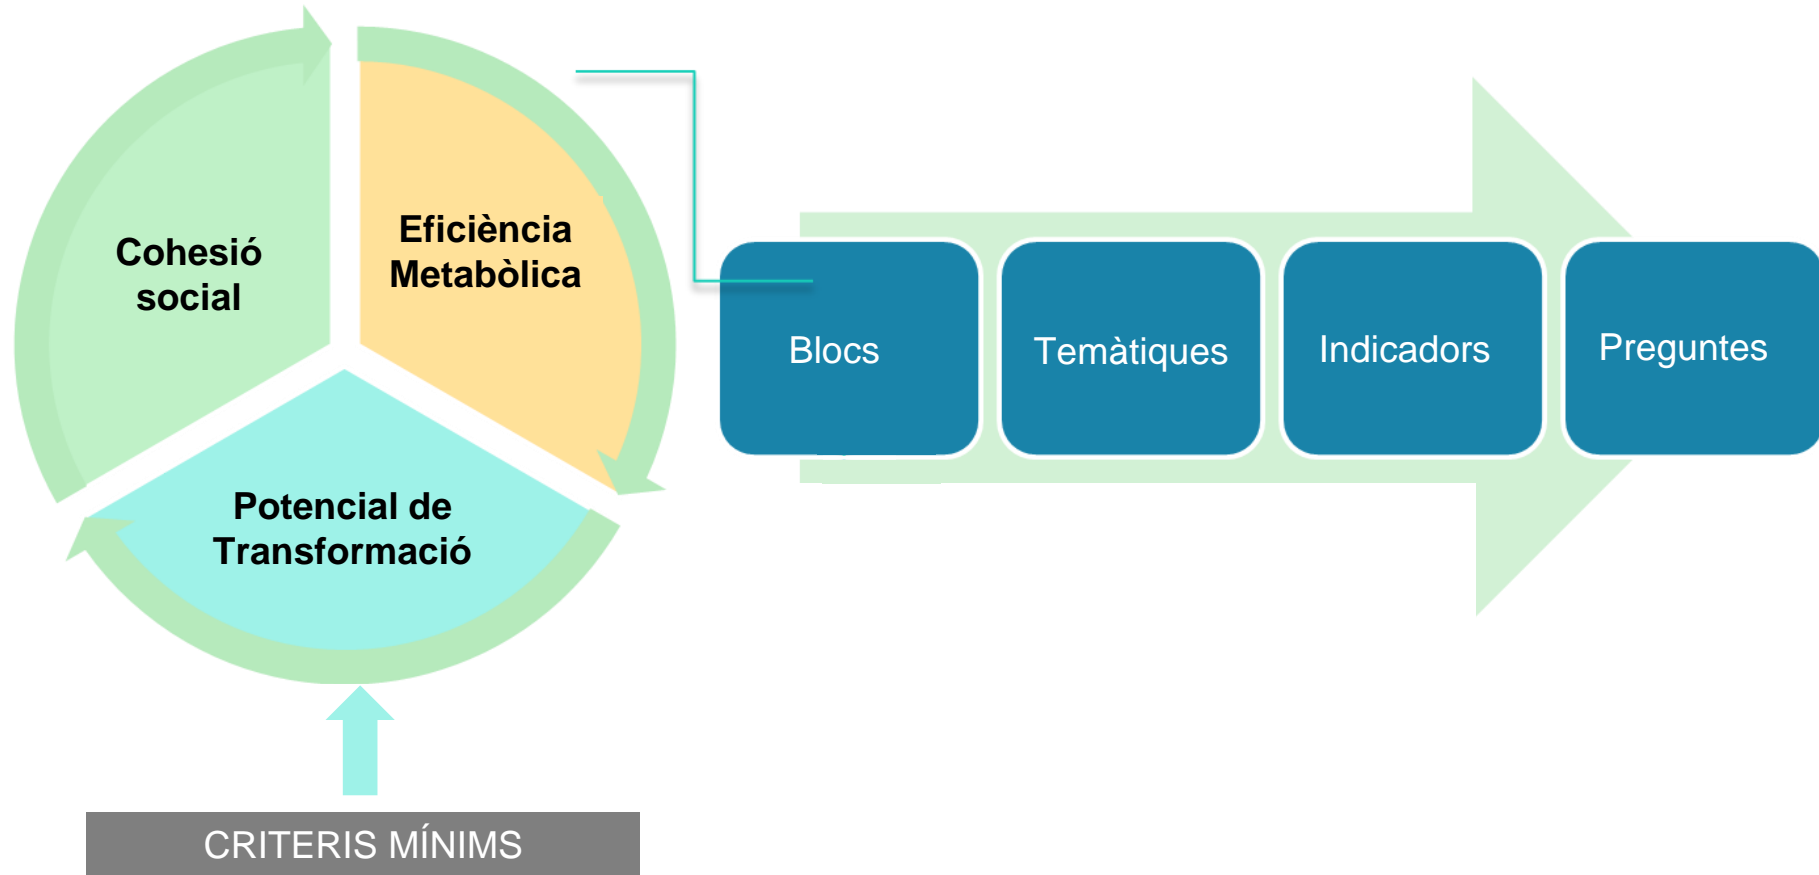 Cohesió
social
Eficiència
Metabòlica
Potencial de
Transformació
Blocs
Temàtiques
Indicadors
Preguntes
CRITERIS MÍNIMS